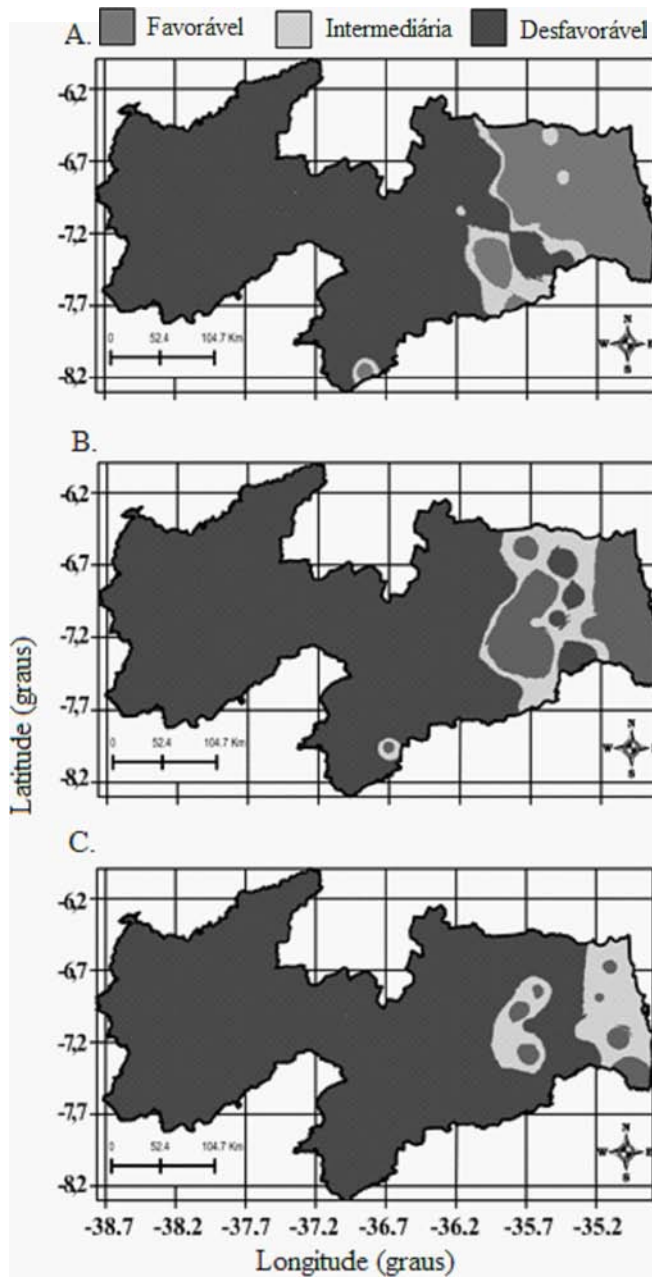 A. Favorável Intermediária Desfavorável
-6,2
-6,7
-7,2
-7,7
-8,2
0 52.4 104.7 Km
N
W E
S
B.
-6,2
-6,7
-7,2
-7,7
-8,2
0 52.4 104.7 Km
N
W E
S
C.
-6,2
-6,7
-7,2
-7,7
-8,2
0 52.4 104.7 Km
N
W E
S
Latitude (graus)
-38.7 -38.2 -37.7 -37.2 -36.7 -36.2 -35.7 -35.2
Longitude (graus)